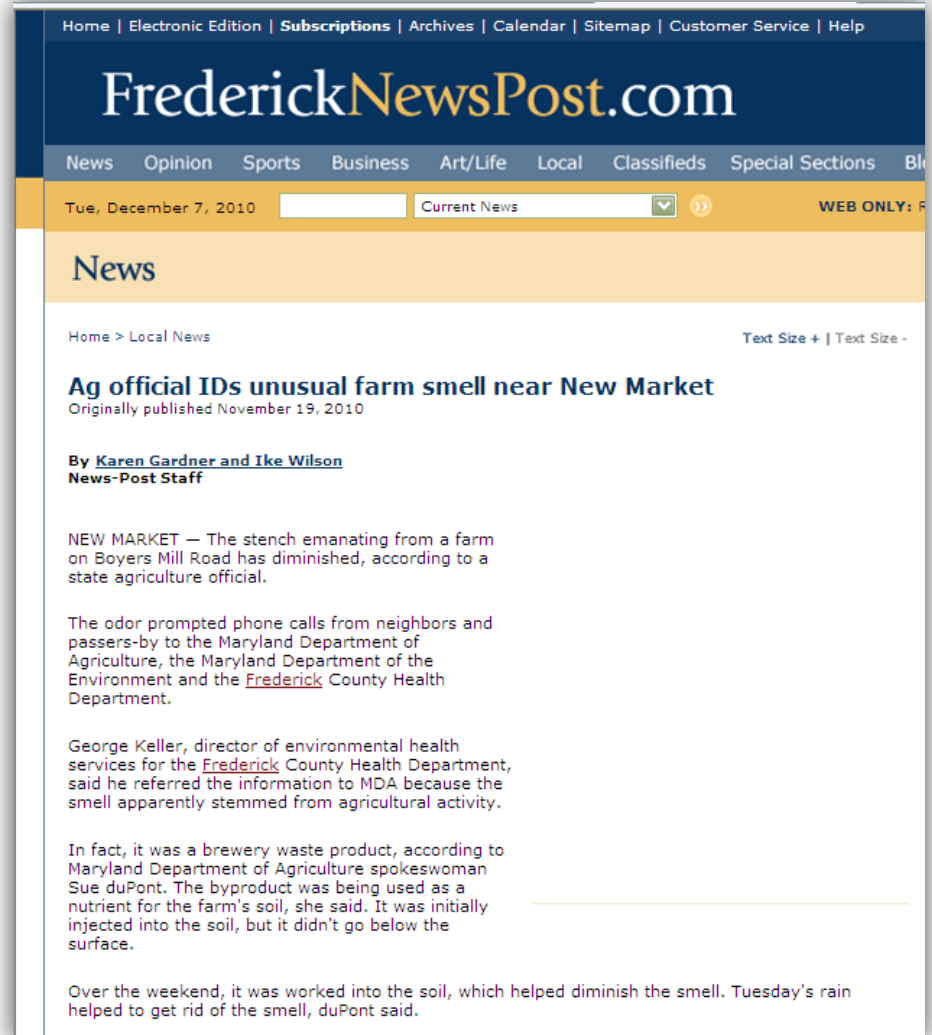 Home | Electronic Edition | Subscriptions | Archives | Calendar | Sitemap | Customer Service | Help
FrederickNewsPost.com
News Opinion Sports Business Art/Life Local Classifieds Special Sections
Tue, December 7, 2010 Current News WEB ONLY:
News
Home > Local News Text Size + | Text Size -
Ag official IDs unusual farm smell near New Market
Originally published November 19, 2010
By Karen Gardner and Ike Wilson
News-Post Staff
NEW MARKET — The stench emanating from a farm
on Boyers Mill Road has diminished, according to a
state agriculture official.
The odor prompted phone calls from neighbors and
passers-by to the Maryland Department of
Agriculture, the Maryland Department of the
Environment and the Frederick County Health
Department.
George Keller, director of environmental health
services for the Frederick County Health Department,
said he referred the information to MDA because the
smell apparently stemmed from agricultural activity.
In fact, it was a brewery waste product, according to
Maryland Department of Agriculture spokeswoman
Sue duPont. The byproduct was being used as a
nutrient for the farm's soil, she said. It was initially
injected into the soil, but it didn't go below the
surface.
Over the weekend, it was worked into the soil, which helped diminish the smell. Tuesday's rain
helped to get rid of the smell, duPont said.